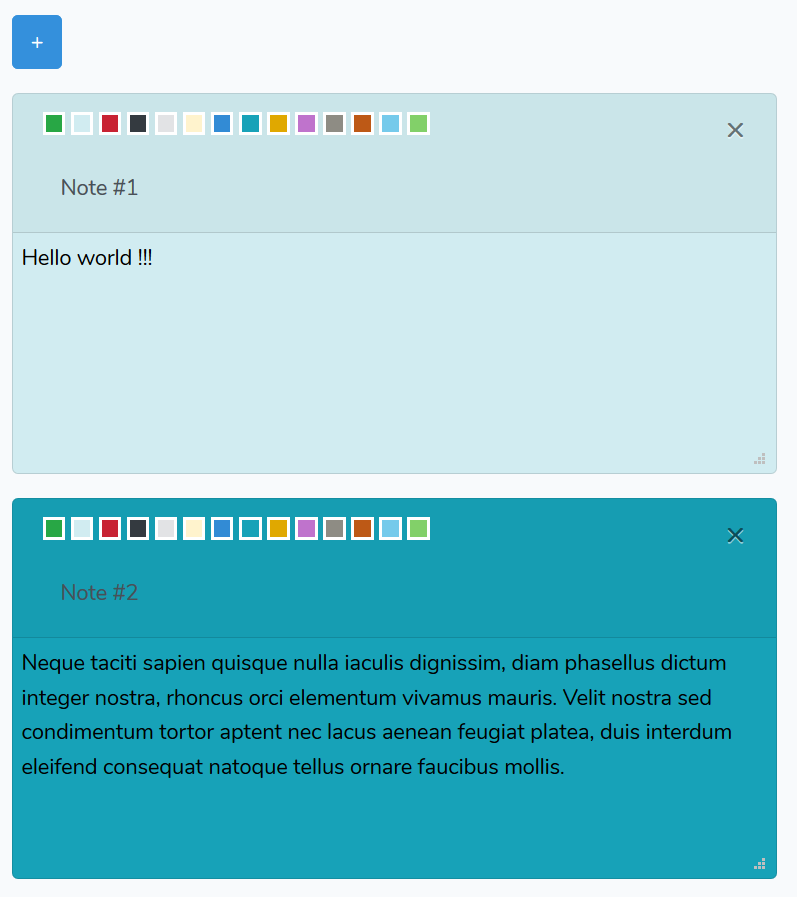 +
Note #1
Hello world !!!
Note #2
Neque taciti sapien quisque nulla iaculis dignissim, diam phasellus dictum
integer nostra, rhoncus orci elementum vivamus mauris. Velit nostra sed
condimentum tortor aptent nec lacus aenean feugiat platea, duis interdum
eleifend consequat natoque tellus ornare faucibus mollis.